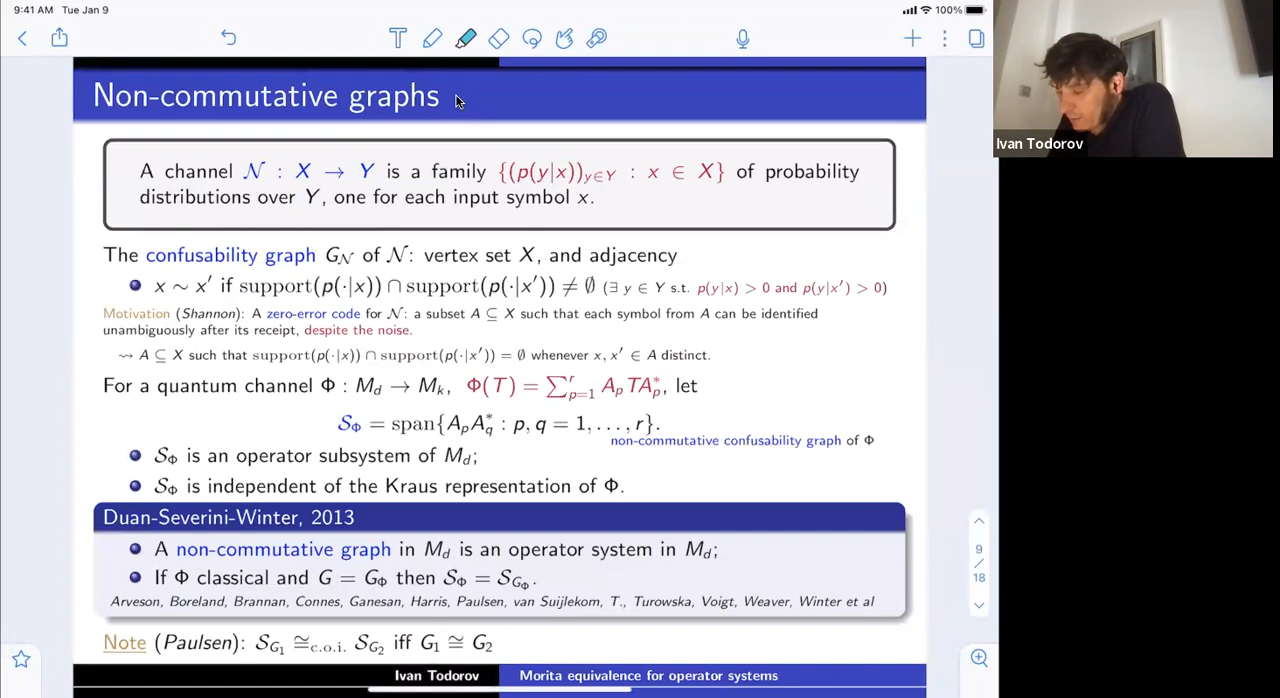 9:41 AM Tue Jan 9
100%
Non-commutative graphs
Ivan Todorov
A channel 𝒩 : X → Y is a family {(p(y|x))_{y∈Y} : x ∈ X} of probability
distributions over Y, one for each input symbol x.
The confusability graph G_𝒩 of 𝒩: vertex set X, and adjacency
x ∼ x′ if support(p(·|x)) ∩ support(p(·|x′)) ≠ ∅ (∃ y ∈ Y s.t. p(y|x) > 0 and p(y|x′) > 0)
Motivation (Shannon): A zero-error code for 𝒩: a subset A ⊆ X such that each symbol from A can be identified
unambiguously after its receipt, despite the noise.
⇝ A ⊆ X such that support(p(·|x)) ∩ support(p(·|x′)) = ∅ whenever x, x′ ∈ A distinct.
For a quantum channel Φ : M_d → M_k, Φ(T) = ∑_{p=1}^r A_p T A_p^*, let
𝒮_Φ = span{A_p A_q^* : p, q = 1, . . . , r}.
non-commutative confusability graph of Φ
𝒮_Φ is an operator subsystem of M_d;
𝒮_Φ is independent of the Kraus representation of Φ.
Duan-Severini-Winter, 2013
A non-commutative graph in M_d is an operator system in M_d;
If Φ classical and G = G_Φ then 𝒮_Φ = 𝒮_{G_Φ}.
Arveson, Boreland, Brannan, Connes, Ganesan, Harris, Paulsen, van Suijlekom, T., Turowska, Voigt, Weaver, Winter et al
9
/
18
Note (Paulsen): 𝒮_{G_1} ≅_{c.o.i.} 𝒮_{G_2} iff G_1 ≅ G_2
Ivan Todorov Morita equivalence for operator systems